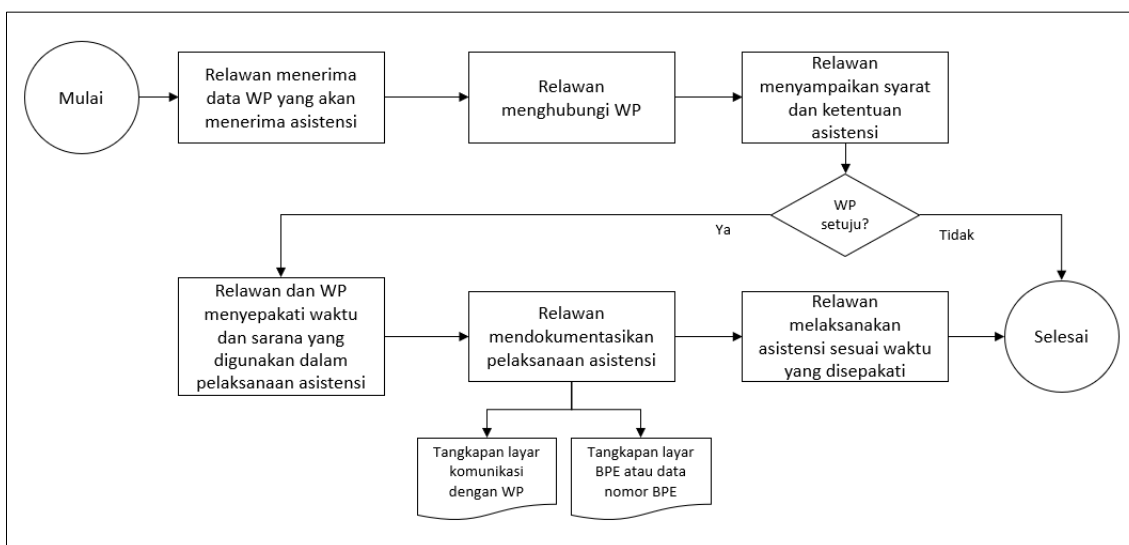 Mulai
Relawan menerima
data WP yang akan
menerima asistensi
Relawan
menghubungi WP
Relawan
menyampaikan syarat
dan ketentuan
asistensi
WP
setuju?
Ya
Tidak
Relawan dan WP
menyepakati waktu
dan sarana yang
digunakan dalam
pelaksanaan asistensi
Relawan
mendokumentasikan
pelaksanaan asistensi
Relawan
melaksanakan
asistensi sesuai waktu
yang disepakati
Selesai
Tangkapan layar
komunikasi
dengan WP
Tangkapan layar
BPE atau data
nomor BPE